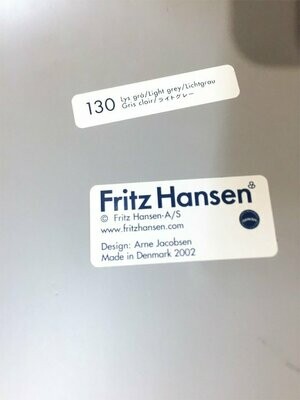 130 Lys grå/Light grey/Lichtgrau
Gris clair/ライトグレー
Fritz Hansen
© Fritz Hansen-A/S
www.fritzhansen.com
Design: Arne Jacobsen
Made in Denmark 2002